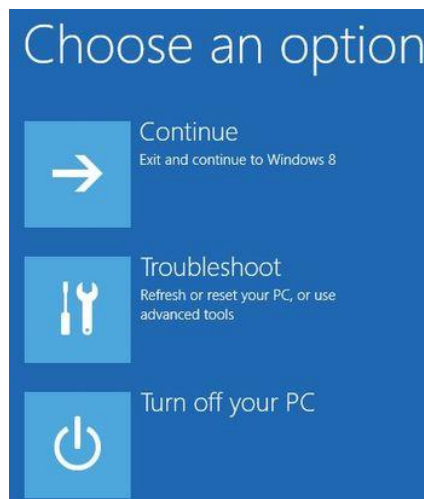 Choose an option
Continue
Exit and continue to Windows 8
Troubleshoot
Refresh or reset your PC, or use
advanced tools
Turn off your PC